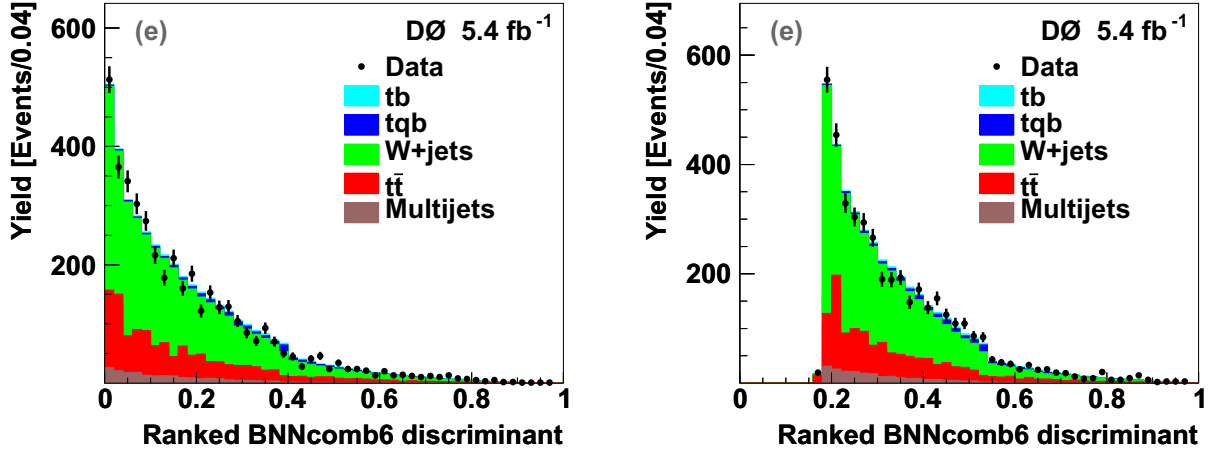 (e) DØ 5.4 fb⁻¹
Data
tb
tqb
W+jets
tt̄
Multijets
Yield [Events/0.04]
600
400
200
0 0.2 0.4 0.6 0.8 1
Ranked BNNcomb6 discriminant
(e) DØ 5.4 fb⁻¹
Data
tb
tqb
W+jets
tt̄
Multijets
Yield [Events/0.04]
600
400
200
0 0.2 0.4 0.6 0.8 1
Ranked BNNcomb6 discriminant